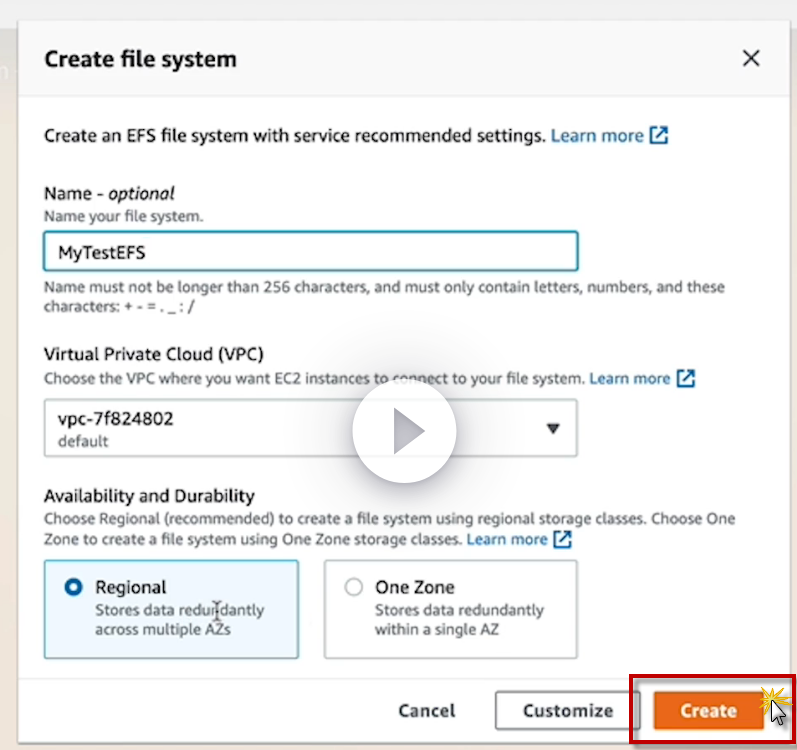 Create file system
Create an EFS file system with service recommended settings. Learn more
Name - optional
Name your file system.
MyTestEFS
Name must not be longer than 256 characters, and must only contain letters, numbers, and these
characters: + - = . _ : /
Virtual Private Cloud (VPC)
Choose the VPC where you want EC2 instances to connect to your file system. Learn more
vpc-7f824802
default
Availability and Durability
Choose Regional (recommended) to create a file system using regional storage classes. Choose One
Zone to create a file system using One Zone storage classes. Learn more
Regional
Stores data redundantly
across multiple AZs
One Zone
Stores data redundantly
within a single AZ
Cancel
Customize
Create